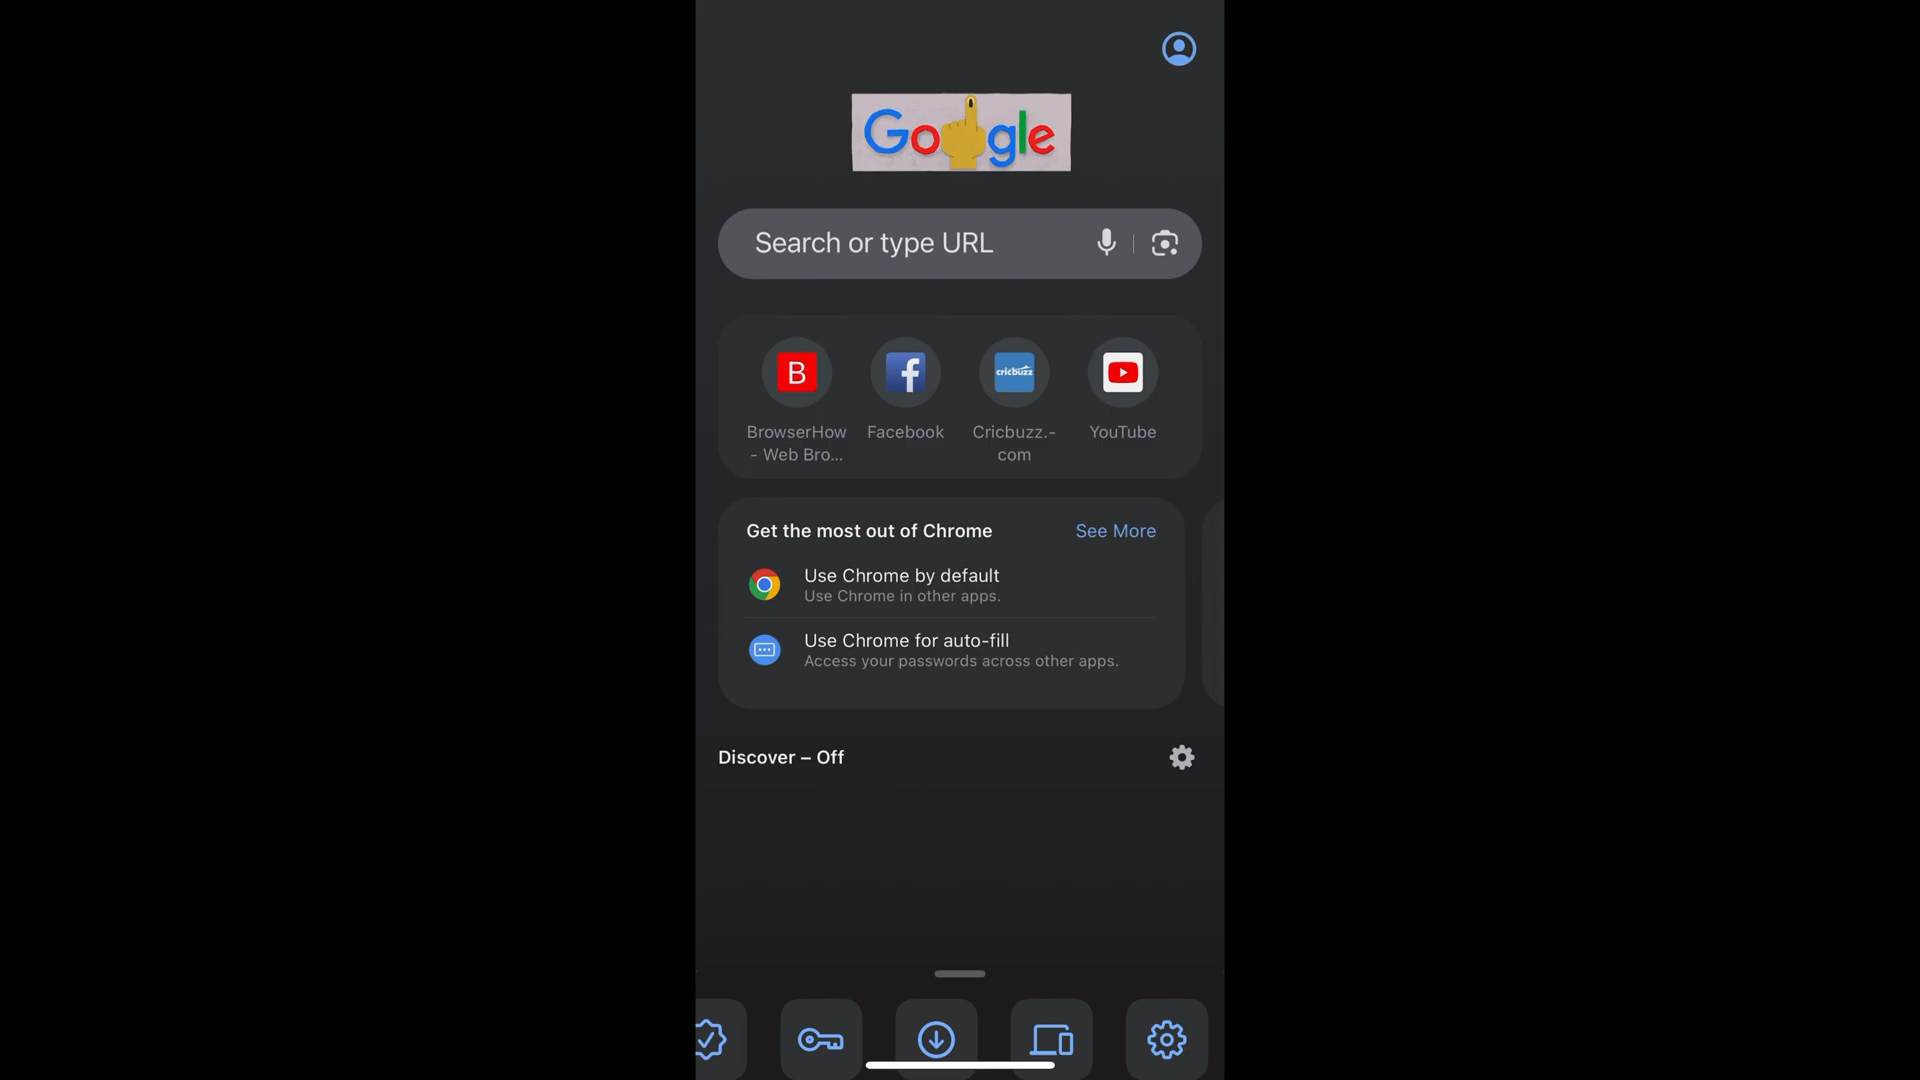 Google
Search or type URL
B
cricbuzz
BrowserHow
- Web Bro...
Facebook
Cricbuzz.-
com
YouTube
Get the most out of Chrome
See More
Use Chrome by default
Use Chrome in other apps.
Use Chrome for auto-fill
Access your passwords across other apps.
Discover – Off